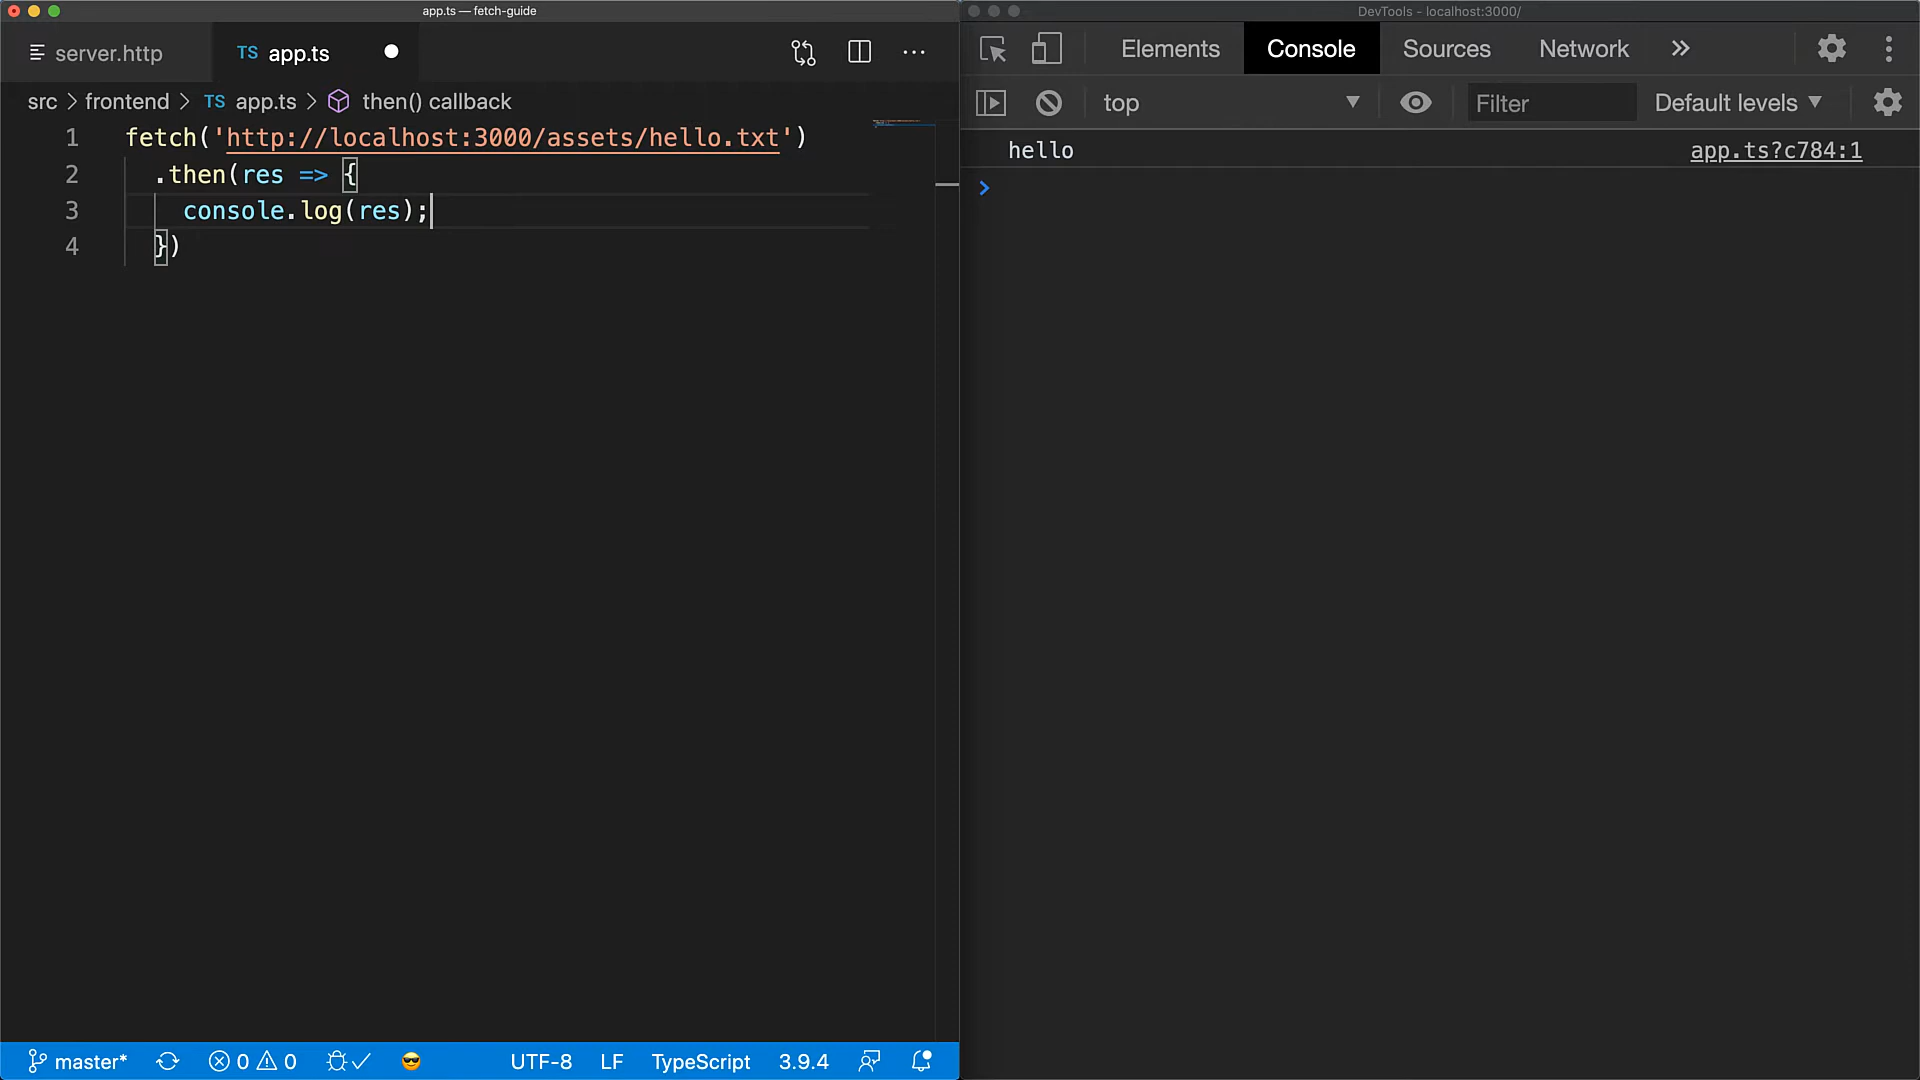 app.ts — fetch-guide
server.http
TS app.ts
src > frontend > TS app.ts > then() callback
1 fetch('http://localhost:3000/assets/hello.txt')
2 .then(res => {
3 console.log(res);
4 })
master* 0 0 UTF-8 LF TypeScript 3.9.4
DevTools - localhost:3000/
Elements Console Sources Network »
top Filter Default levels
hello app.ts?c784:1
>